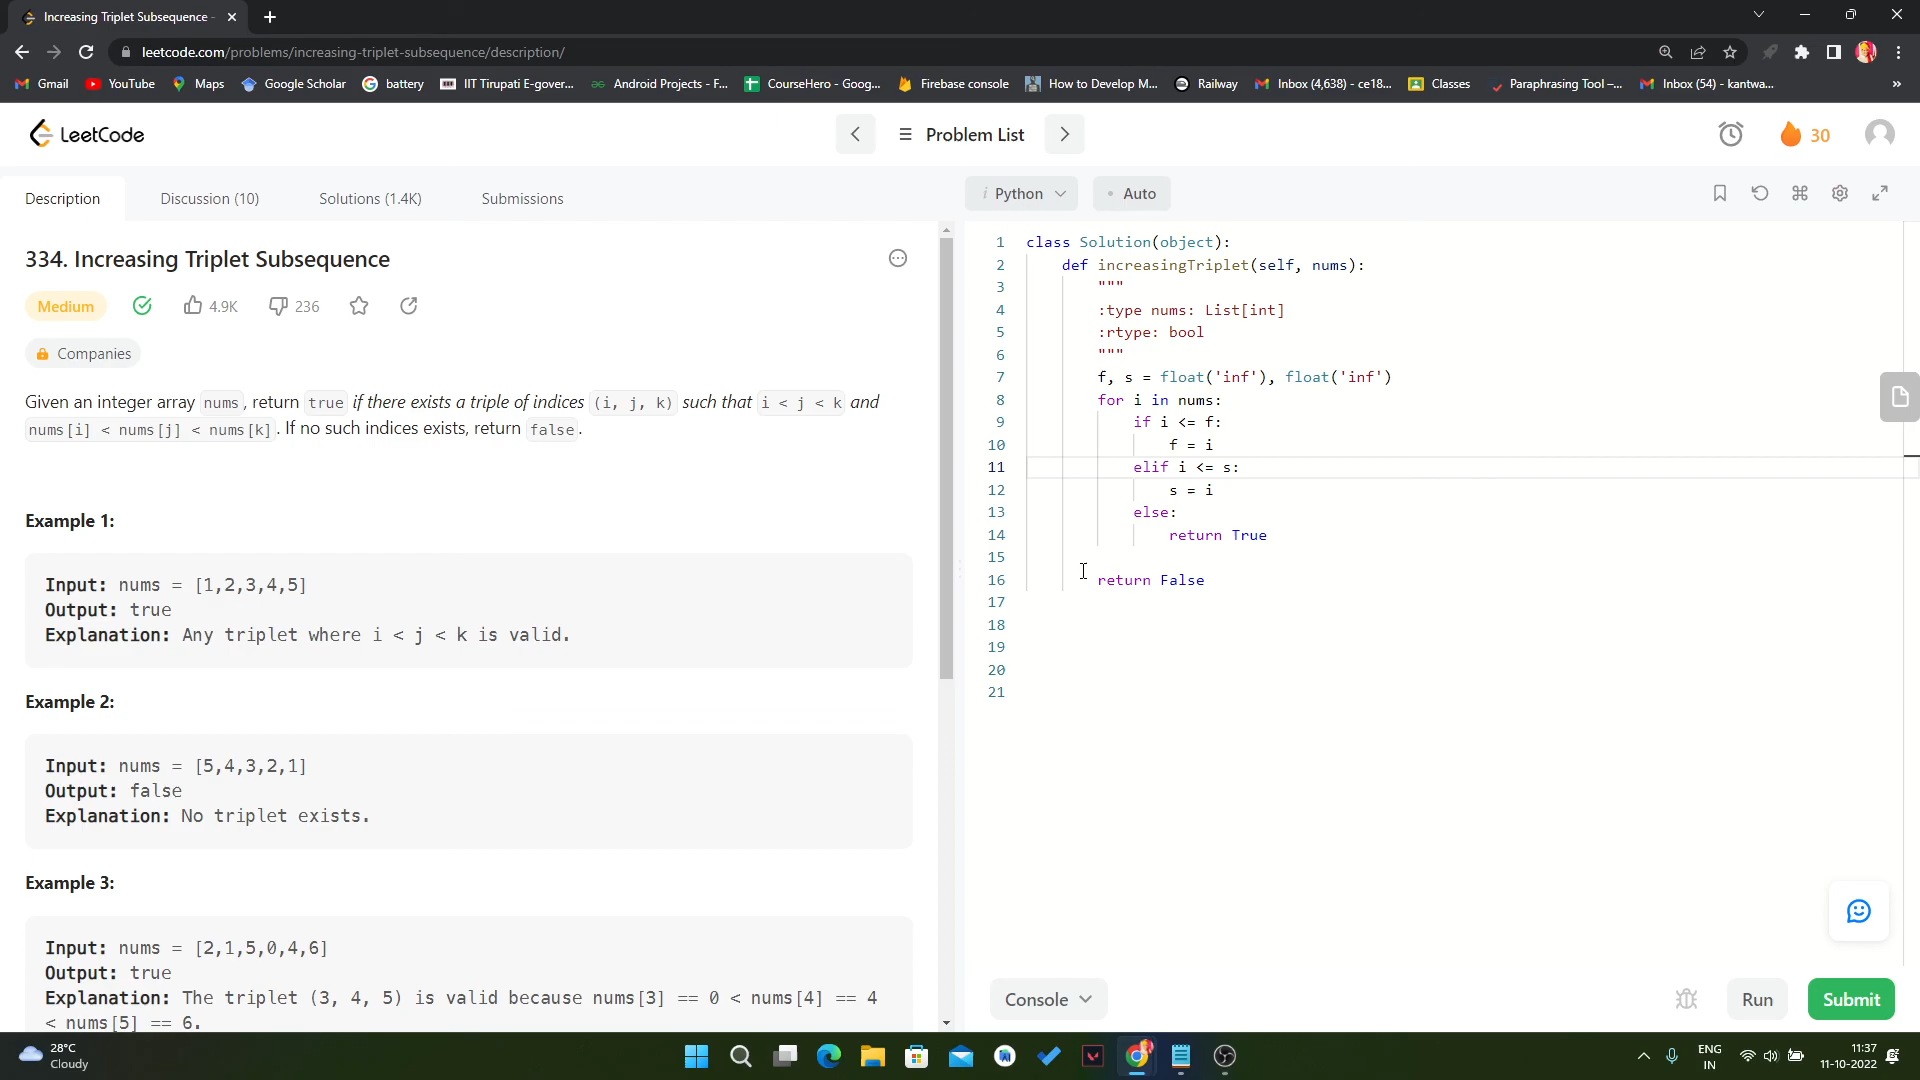 Increasing Triplet Subsequence -
leetcode.com/problems/increasing-triplet-subsequence/description/
Gmail YouTube Maps Google Scholar battery IIT Tirupati E-gover... Android Projects - F... CourseHero - Goog... Firebase console How to Develop M... Railway Inbox (4,638) - ce18... Classes Paraphrasing Tool –... Inbox (54) - kantwa... »
LeetCode Problem List 30
Description Discussion (10) Solutions (1.4K) Submissions
i Python • Auto
334. Increasing Triplet Subsequence
Medium 4.9K 236
Companies
Given an integer array nums, return true if there exists a triple of indices (i, j, k) such that i < j < k and
nums[i] < nums[j] < nums[k]. If no such indices exists, return false.
Example 1:
Input: nums = [1,2,3,4,5]
Output: true
Explanation: Any triplet where i < j < k is valid.
Example 2:
Input: nums = [5,4,3,2,1]
Output: false
Explanation: No triplet exists.
Example 3:
Input: nums = [2,1,5,0,4,6]
Output: true
Explanation: The triplet (3, 4, 5) is valid because nums[3] == 0 < nums[4] == 4
< nums[5] == 6.
1 class Solution(object):
2 def increasingTriplet(self, nums):
3 """
4 :type nums: List[int]
5 :rtype: bool
6 """
7 f, s = float('inf'), float('inf')
8 for i in nums:
9 if i <= f:
10 f = i
11 elif i <= s:
12 s = i
13 else:
14 return True
15
16 return False
17
18
19
20
21
Console Run Submit
28°C
Cloudy
ENG
IN
11:37
11-10-2022